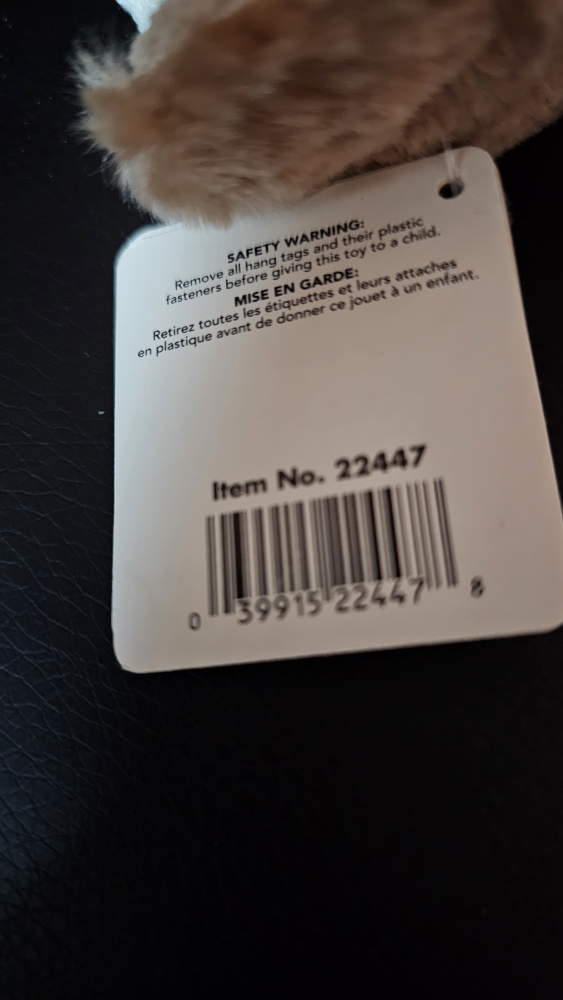 SAFETY WARNING:
Remove all hang tags and their plastic
fasteners before giving this toy to a child.
MISE EN GARDE:
Retirez toutes les étiquettes et leurs attaches
en plastique avant de donner ce jouet à un enfant.
Item No. 22447
0 39915 22447 8